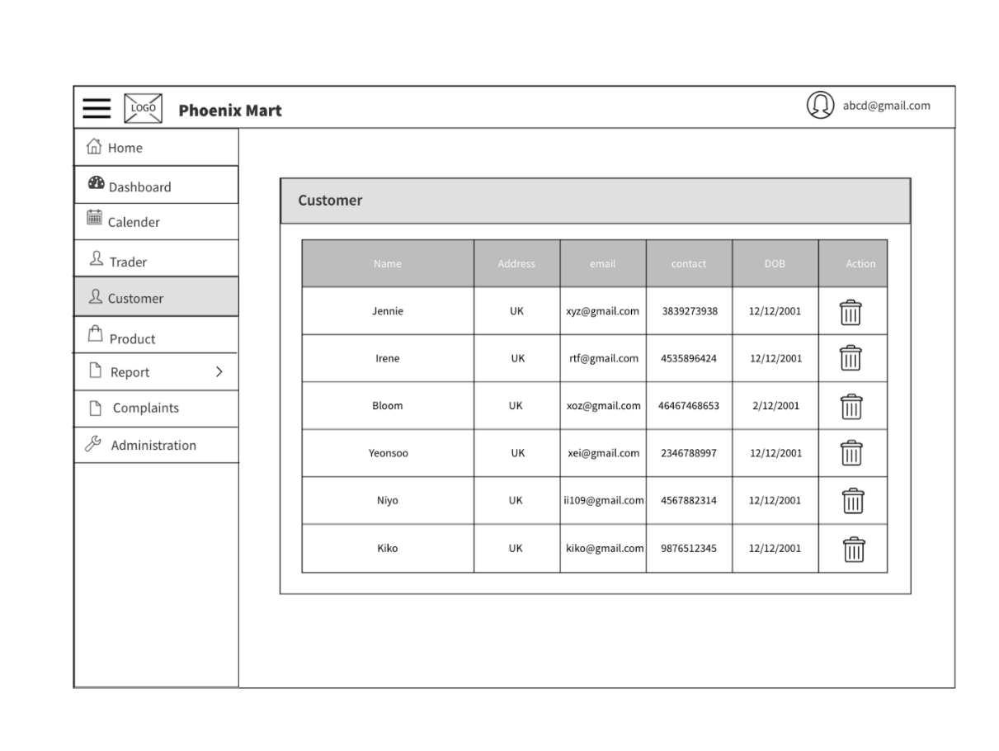 LOGO Phoenix Mart abcd@gmail.com
Home
Dashboard
Calender
Trader
Customer
Product
Report
Complaints
Administration
Customer
Name Address email contact DOB Action
Jennie UK xyz@gmail.com 3839273938 12/12/2001
Irene UK rtf@gmail.com 4535896424 12/12/2001
Bloom UK xoz@gmail.com 46467468653 2/12/2001
Yeonsoo UK xei@gmail.com 2346788997 12/12/2001
Niyo UK ii109@gmail.com 4567882314 12/12/2001
Kiko UK kiko@gmail.com 9876512345 12/12/2001